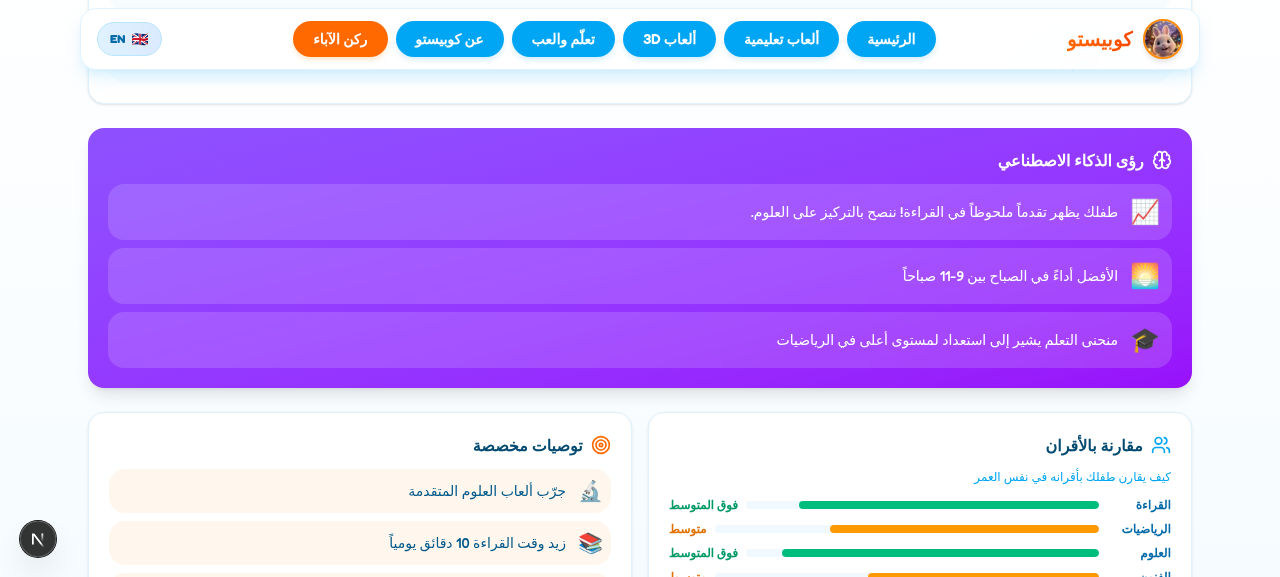 كوبيستو
الرئيسية
ألعاب تعليمية
ألعاب 3D
تعلّم والعب
عن كوبيستو
ركن الآباء
🇬🇧 EN
رؤى الذكاء الاصطناعي
طفلك يظهر تقدماً ملحوظاً في القراءة! ننصح بالتركيز على العلوم.
الأفضل أداءً في الصباح بين 9-11 صباحاً
منحنى التعلم يشير إلى استعداد لمستوى أعلى في الرياضيات
مقارنة بالأقران
كيف يقارن طفلك بأقرانه في نفس العمر
القراءة فوق المتوسط
الرياضيات متوسط
العلوم فوق المتوسط
توصيات مخصصة
جرّب ألعاب العلوم المتقدمة
زيد وقت القراءة 10 دقائق يومياً
N